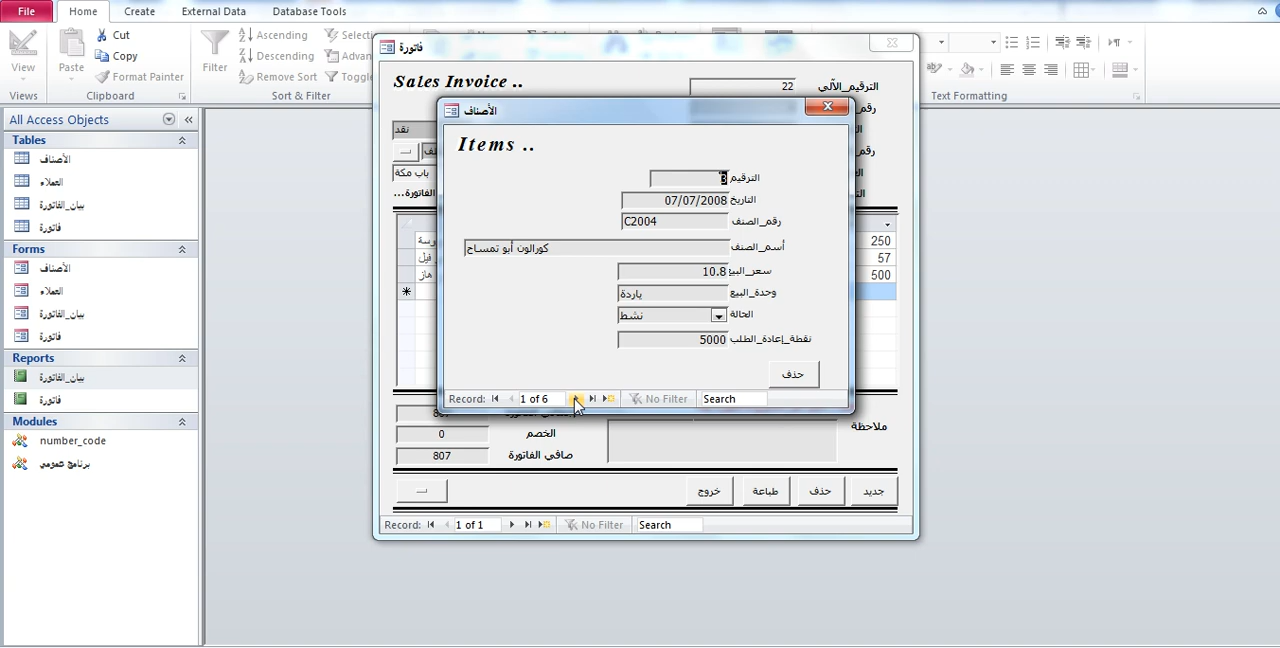 File Home Create External Data Database Tools
View
Views
Paste
Cut
Copy
Format Painter
Clipboard
Filter
Ascending
Descending
Remove Sort
Toggle
Sort & Filter
Text Formatting
All Access Objects
Tables
الأصناف
العملاء
بيان_الفاتورة
فاتورة
Forms
الأصناف
العملاء
بيان_الفاتورة
فاتورة
Reports
بيان_الفاتورة
فاتورة
Modules
number_code
برنامج عمومي
فاتورة
Sales Invoice ..
الترقيم_الآلي 22
نقد
باب مكة
الفاتورة...
250
57
500
الأصناف
Items ..
الترقيم 3
التاريخ 07/07/2008
رقم_الصنف C2004
أسم_الصنف كورالون أبو تمساح
سعر_البيع 10.8
وحدة_البيع ياردة
الحالة نشط
نقطة_إعادة_الطلب 5000
حذف
Record: 1 of 6 No Filter Search
ملاحظة
الخصم 0
صافي الفاتورة 807
جديد حذف طباعة خروج
Record: 1 of 1 No Filter Search